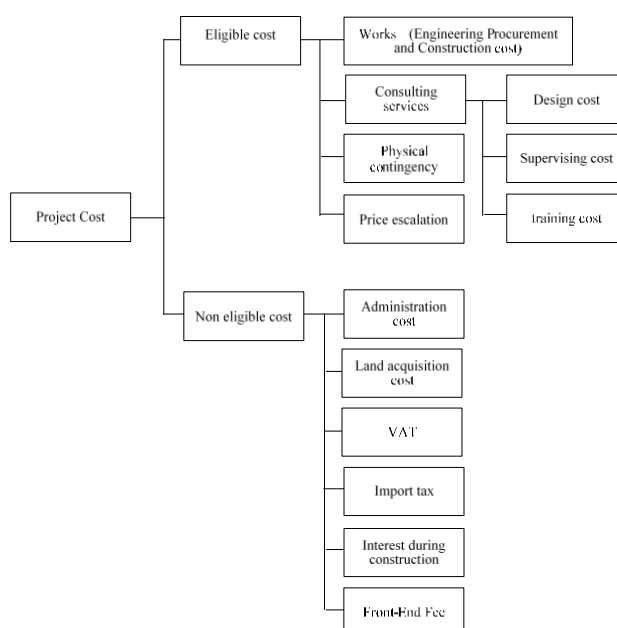 Eligible cost
Works (Engineering Procurement
and Construction cost)
Consulting
services
Design cost
Physical
contingency
Supervising cost
Price escalation
training cost
Project Cost
Non eligible cost
Administration
cost
Land acquisition
cost
VAT
Import tax
Interest during
construction
Front-End Fee